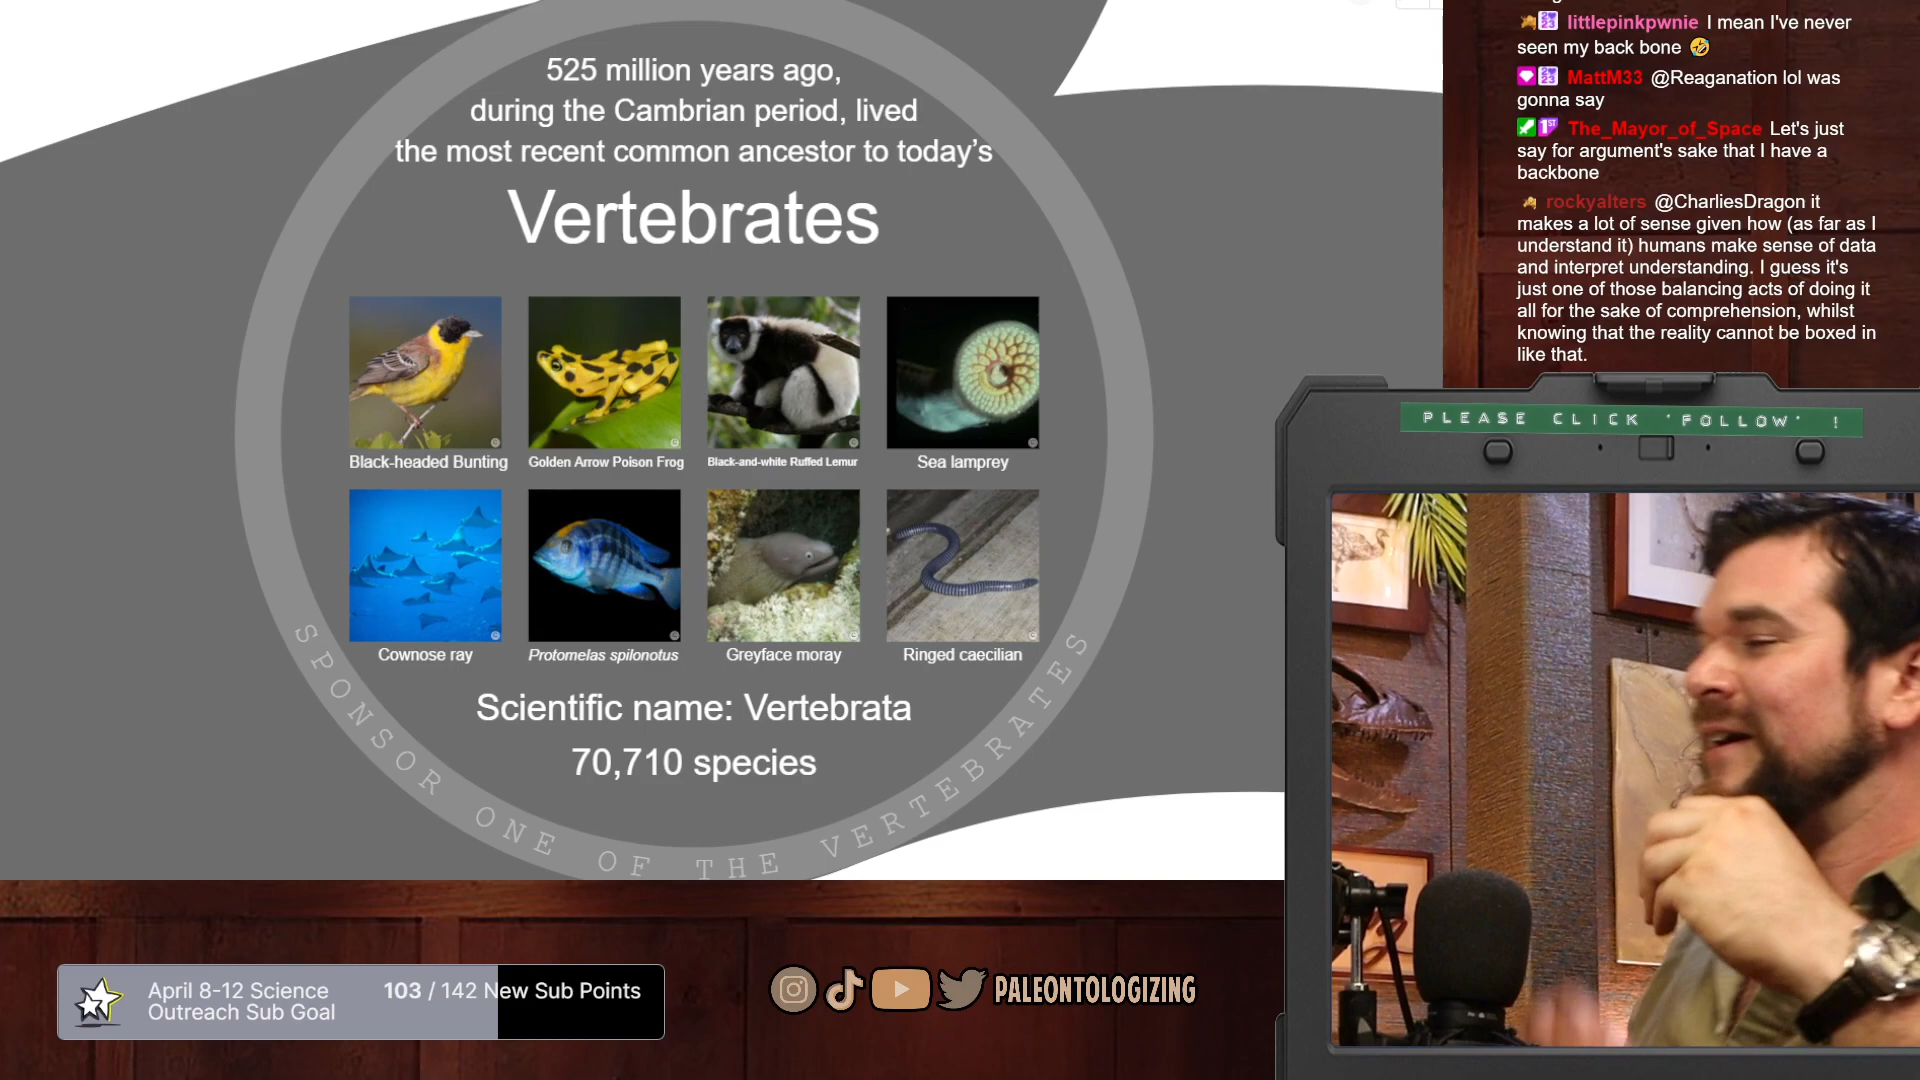 525 million years ago,
during the Cambrian period, lived
the most recent common ancestor to today's
Vertebrates
Black-headed Bunting
Golden Arrow Poison Frog
Black-and-white Ruffed Lemur
Sea lamprey
Cownose ray
Protomelas spilonotus
Greyface moray
Ringed caecilian
Scientific name: Vertebrata
70,710 species
SPONSOR ONE OF THE VERTEBRATES
littlepinkpwnie I mean I've never
seen my back bone 🤣
MattM33 @Reaganation lol was
gonna say
The_Mayor_of_Space Let's just
say for argument's sake that I have a
backbone
rockyalters @CharliesDragon it
makes a lot of sense given how (as far as I
understand it) humans make sense of data
and interpret understanding. I guess it's
just one of those balancing acts of doing it
all for the sake of comprehension, whilst
knowing that the reality cannot be boxed in
like that.
PLEASE CLICK "FOLLOW" !
April 8-12 Science
Outreach Sub Goal
103 / 142 New Sub Points
PALEONTOLOGIZING